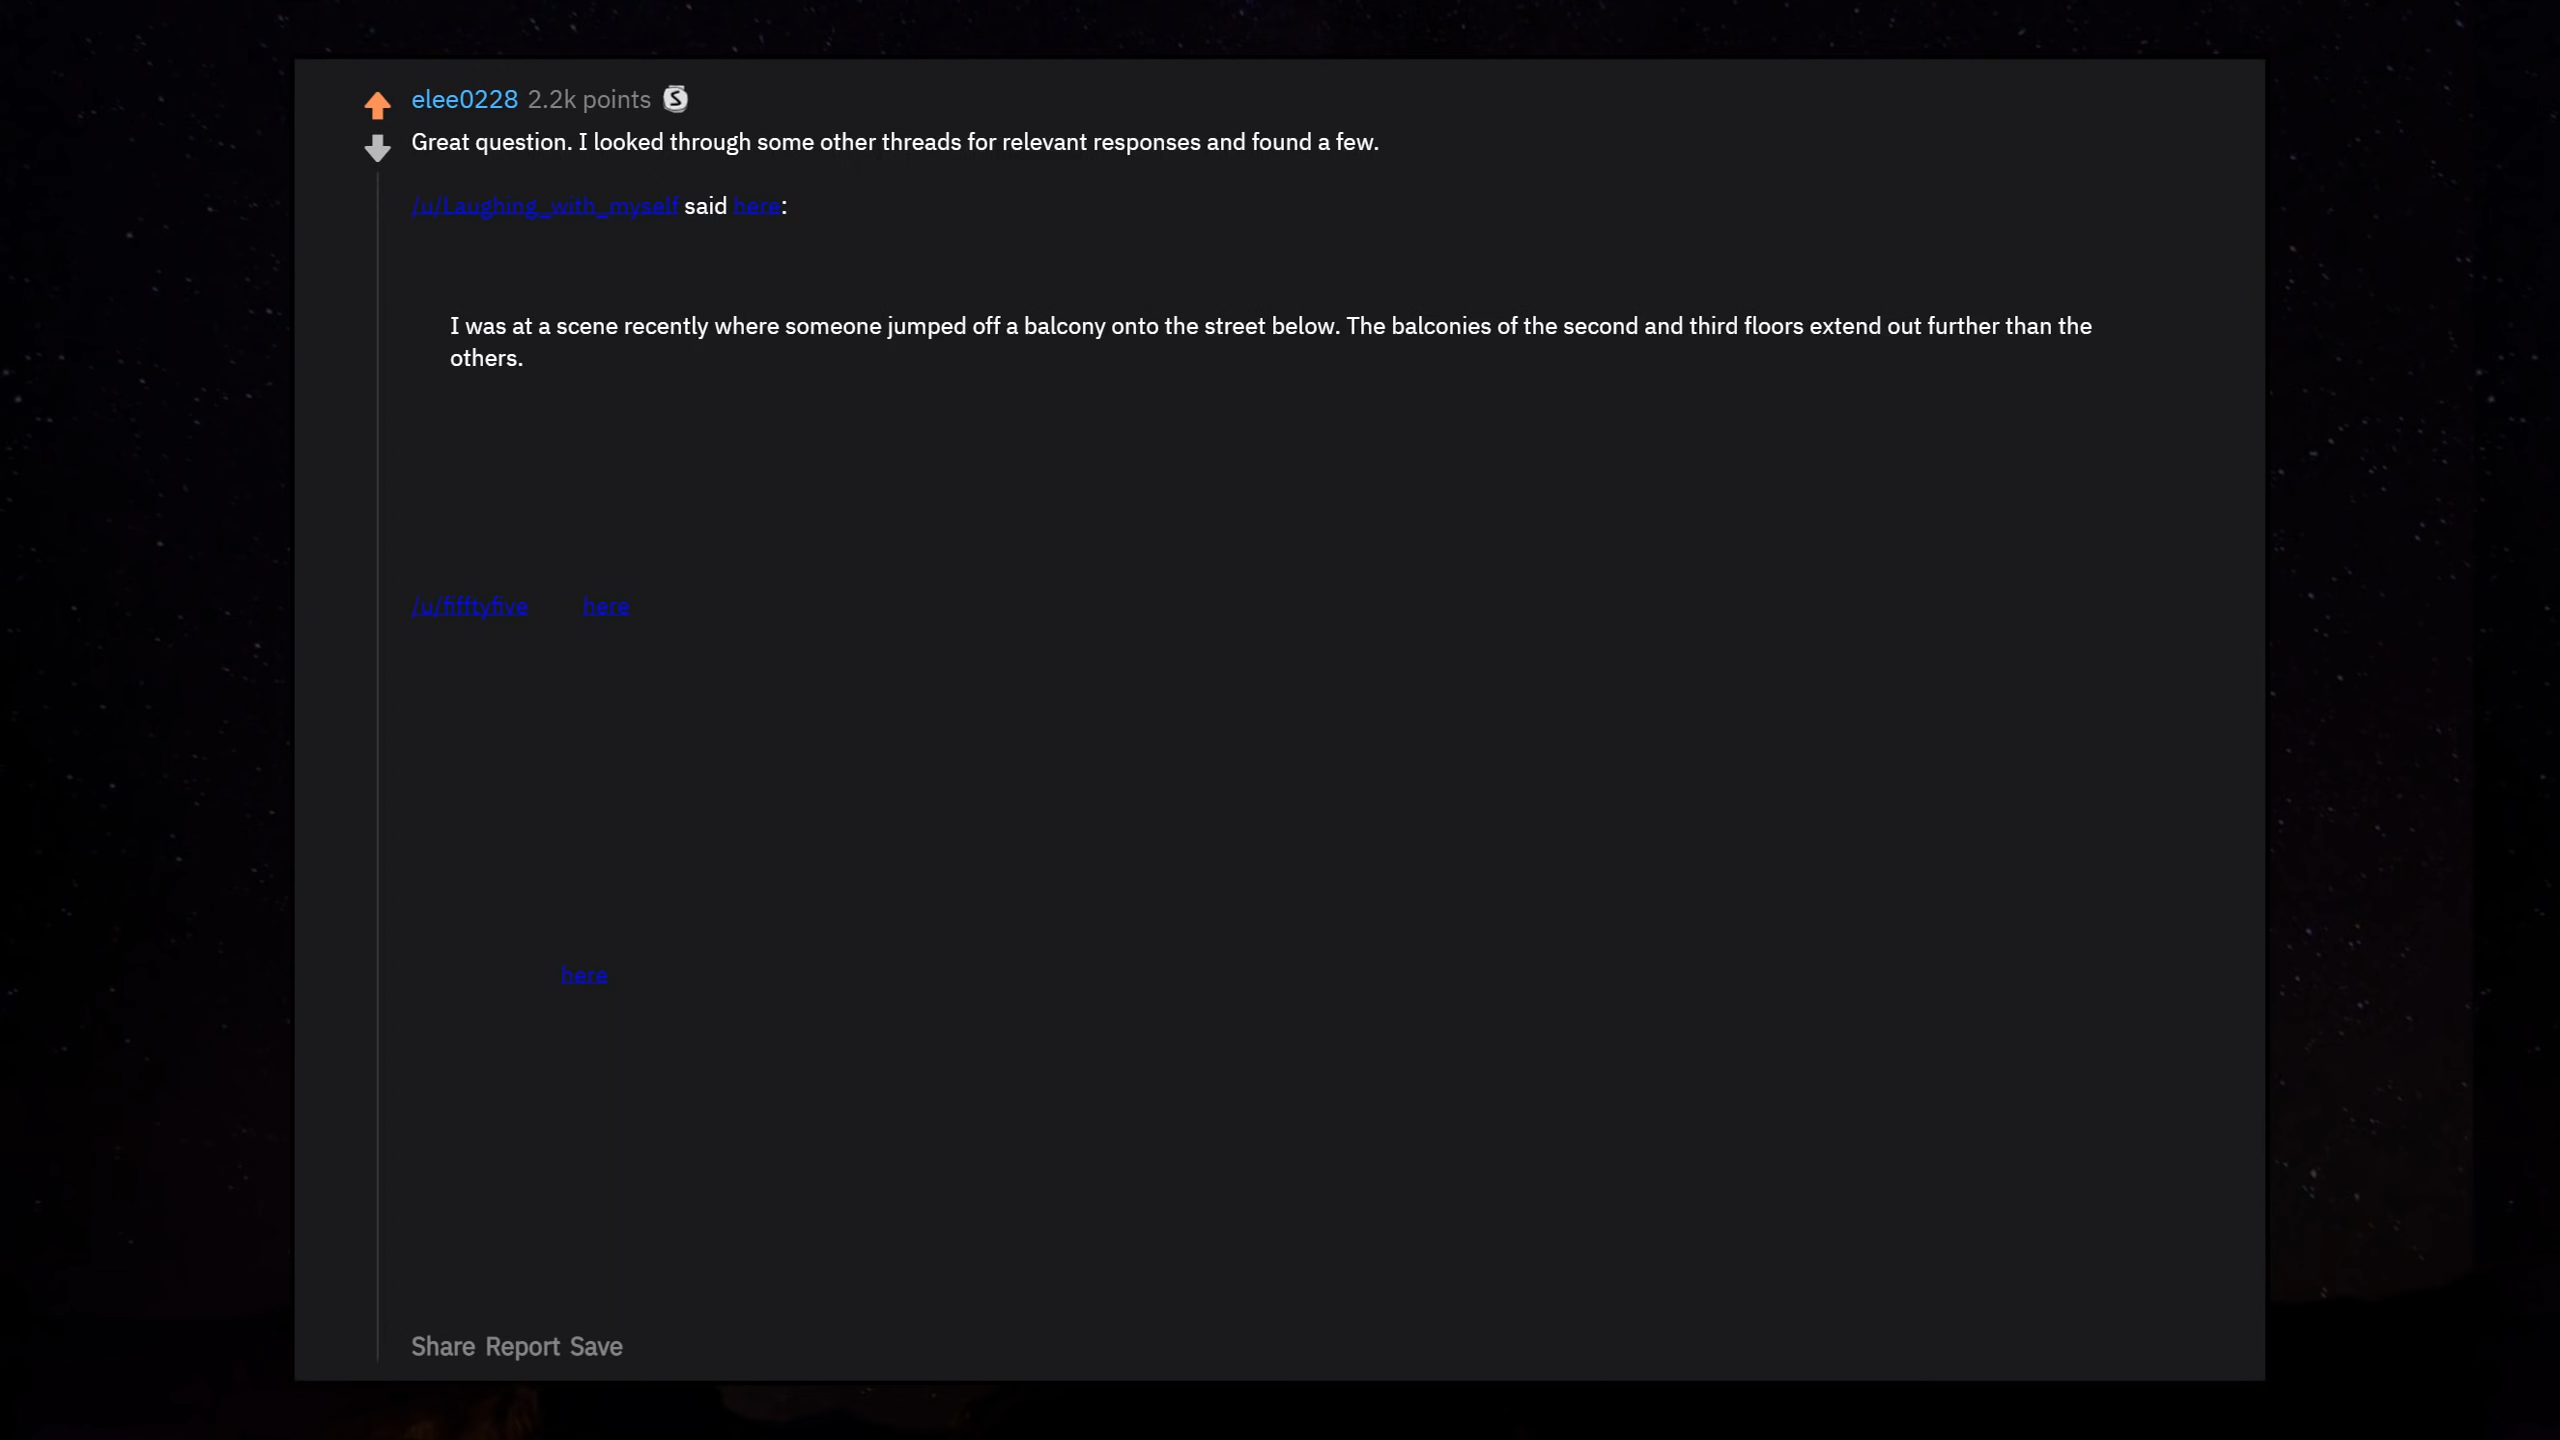 elee0228 2.2k points S
Great question. I looked through some other threads for relevant responses and found a few.
/u/Laughing_with_myself said here:
I was at a scene recently where someone jumped off a balcony onto the street below. The balconies of the second and third floors extend out further than the
others.
/u/fifftyfive here
here
Share Report Save